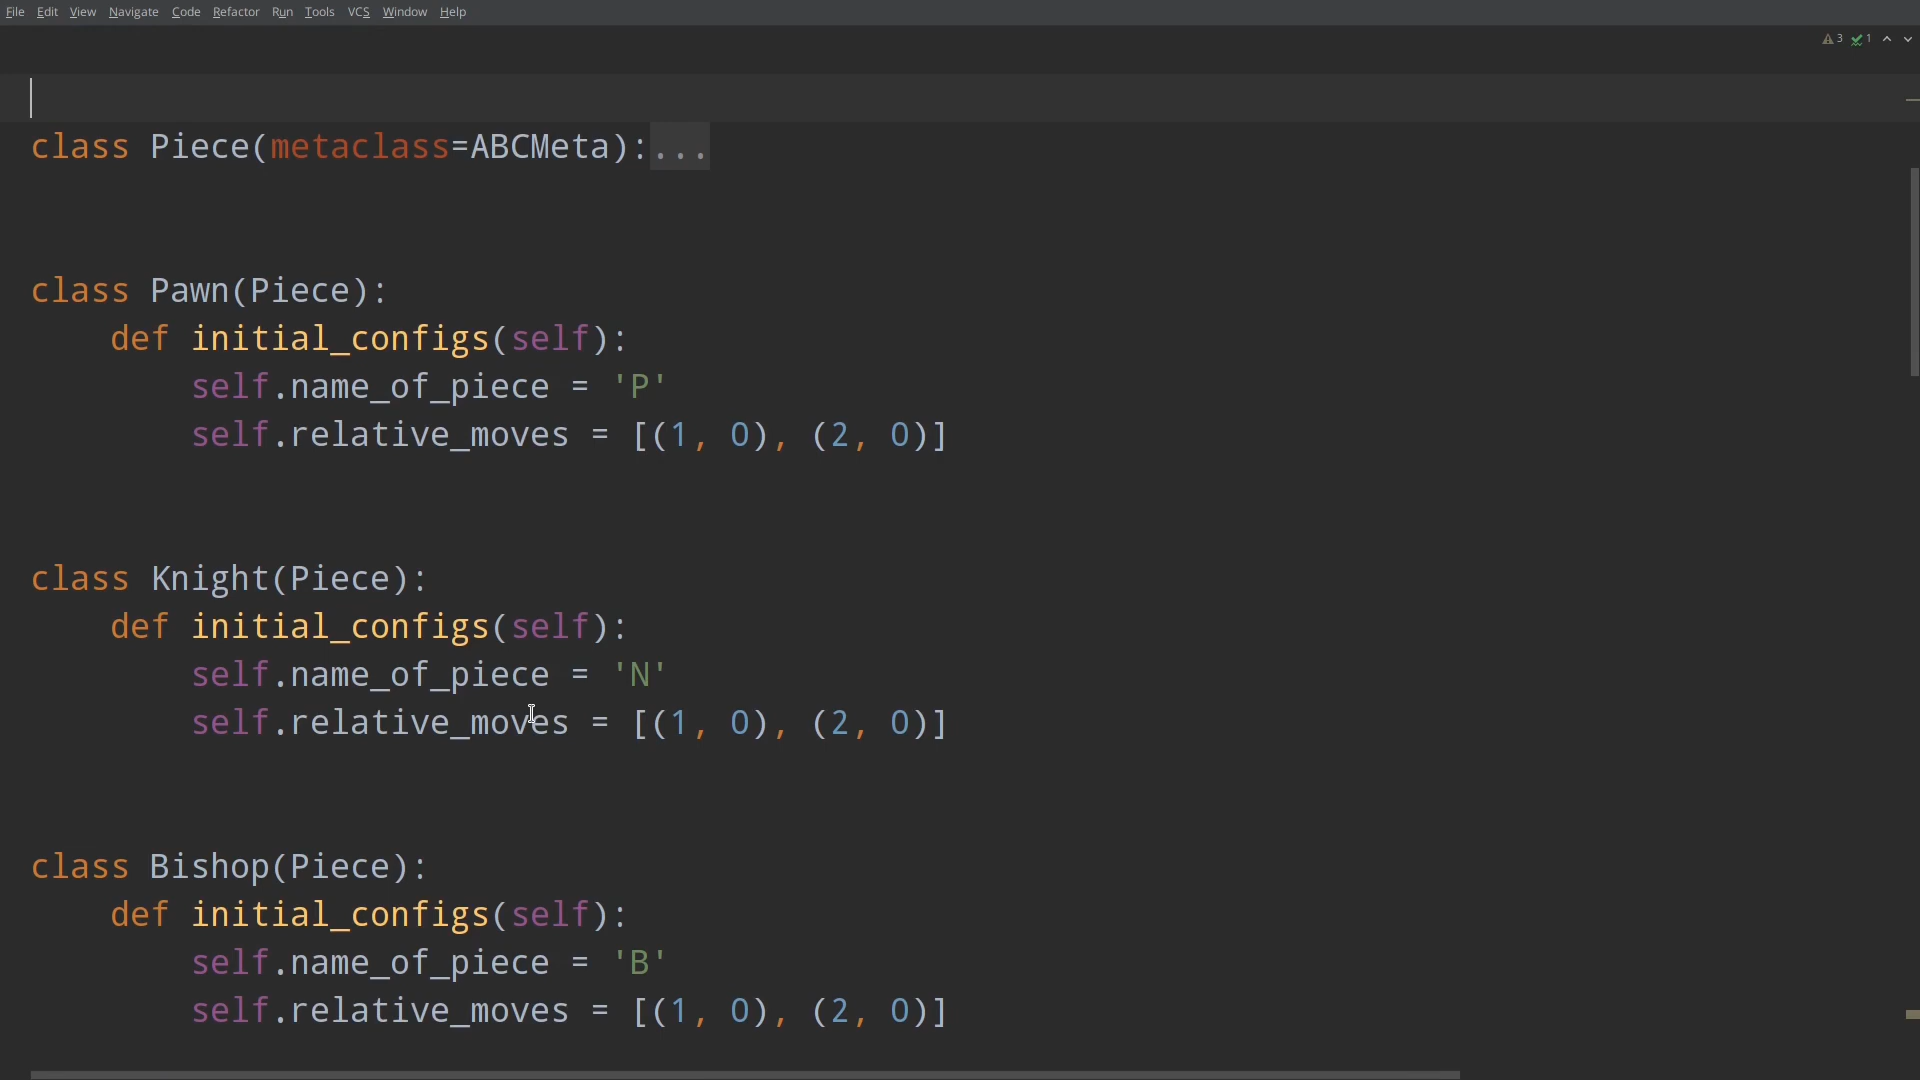 File Edit View Navigate Code Refactor Run Tools VCS Window Help
3 1
class Piece(metaclass=ABCMeta):...
class Pawn(Piece):
    def initial_configs(self):
        self.name_of_piece = 'P'
        self.relative_moves = [(1, 0), (2, 0)]
class Knight(Piece):
    def initial_configs(self):
        self.name_of_piece = 'N'
        self.relative_moves = [(1, 0), (2, 0)]
class Bishop(Piece):
    def initial_configs(self):
        self.name_of_piece = 'B'
        self.relative_moves = [(1, 0), (2, 0)]